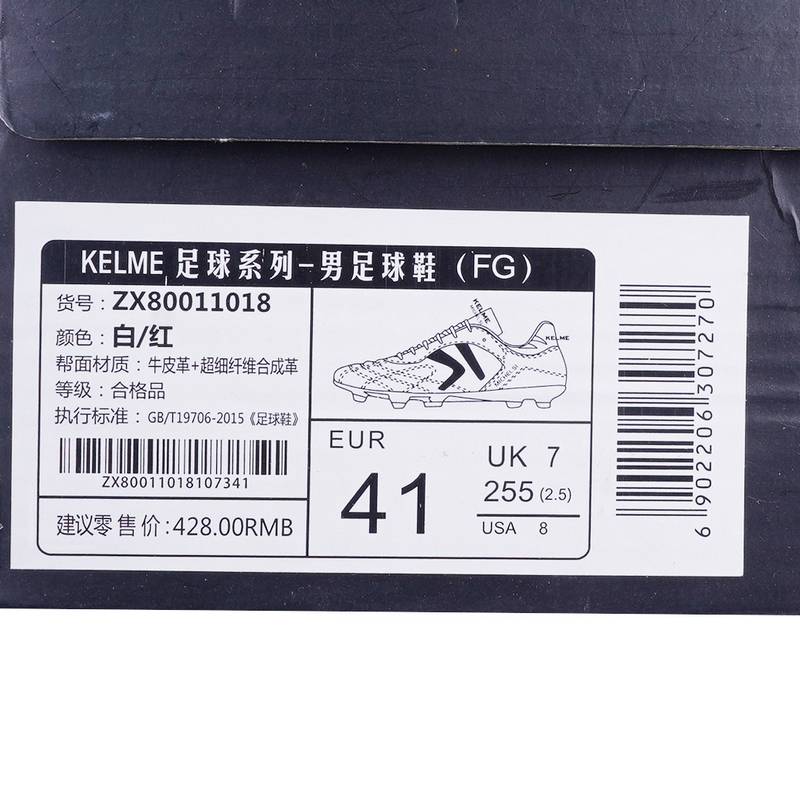 KELME 足球系列-男足球鞋（FG）
货号：ZX80011018
颜色：白/红
帮面材质：牛皮革+超细纤维合成革
等级：合格品
执行标准：GB/T19706-2015《足球鞋》
ZX80011018107341
建议零售价:428.00RMB
KELME
KELME
MICHELSI
EUR
41
UK 7
255 (2.5)
USA 8
6902206307270